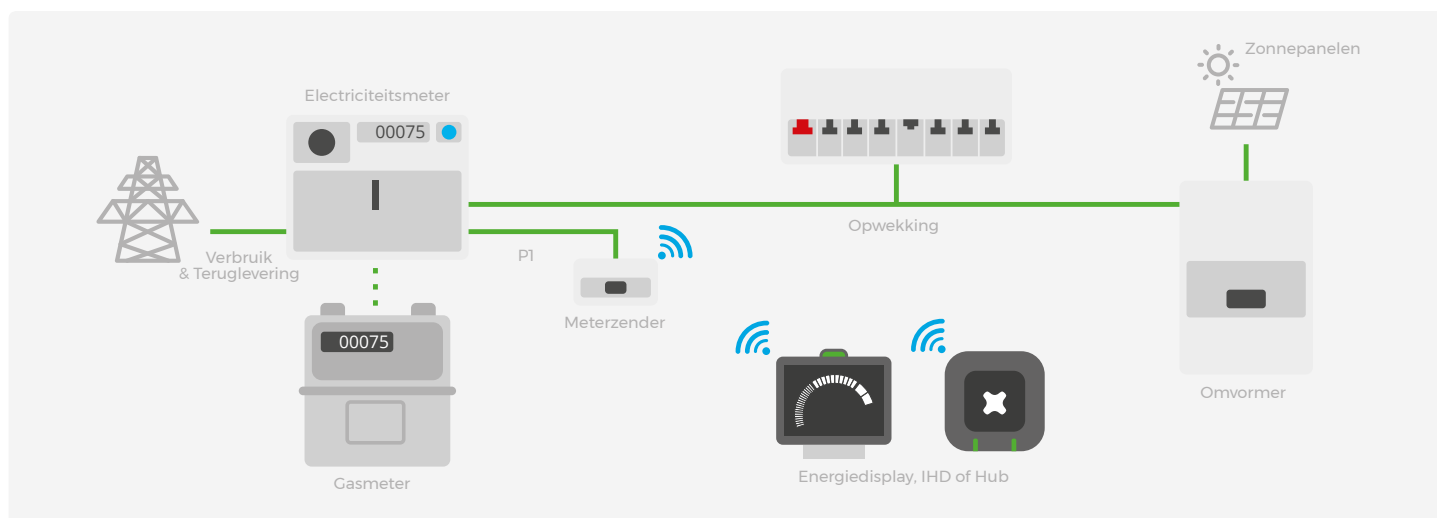 Zonnepanelen
Electriciteitsmeter
00075
Opwekking
Verbruik
& Teruglevering
P1
Meterzender
00075
Omvormer
Energiedisplay, IHD of Hub
Gasmeter